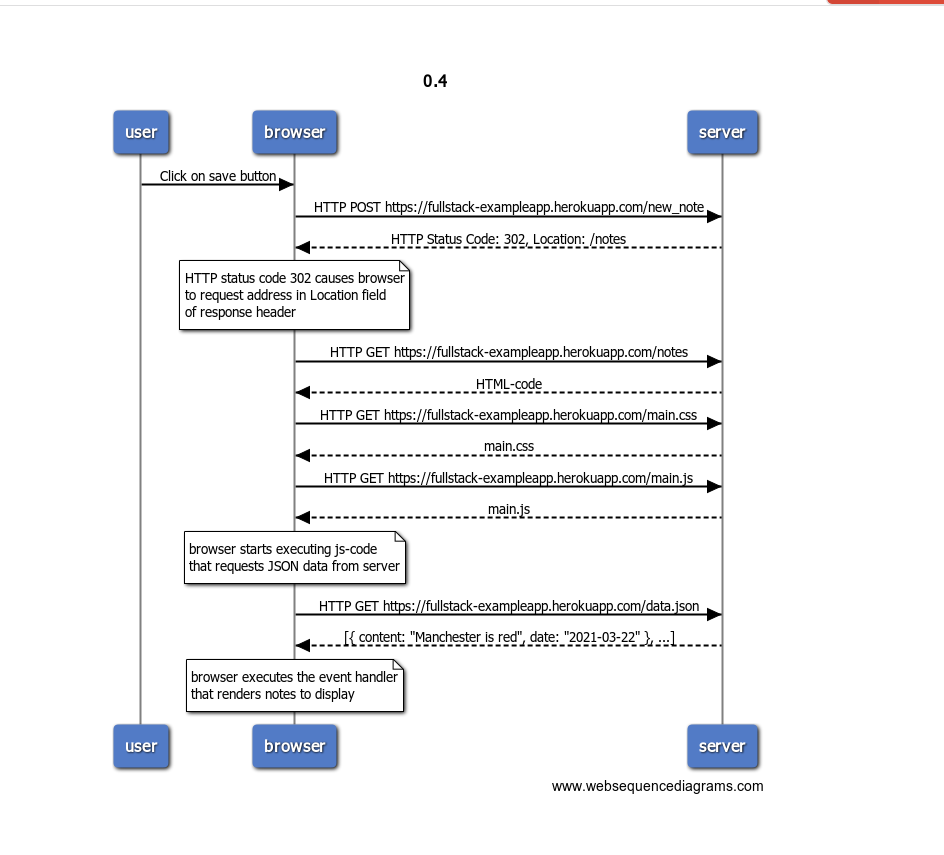 0.4
user
browser
server
Click on save button
HTTP POST https://fullstack-exampleapp.herokuapp.com/new_note
HTTP Status Code: 302, Location: /notes
HTTP status code 302 causes browser
to request address in Location field
of response header
HTTP GET https://fullstack-exampleapp.herokuapp.com/notes
HTML-code
HTTP GET https://fullstack-exampleapp.herokuapp.com/main.css
main.css
HTTP GET https://fullstack-exampleapp.herokuapp.com/main.js
main.js
browser starts executing js-code
that requests JSON data from server
HTTP GET https://fullstack-exampleapp.herokuapp.com/data.json
[{ content: "Manchester is red", date: "2021-03-22" }, ...]
browser executes the event handler
that renders notes to display
user
browser
server
www.websequencediagrams.com